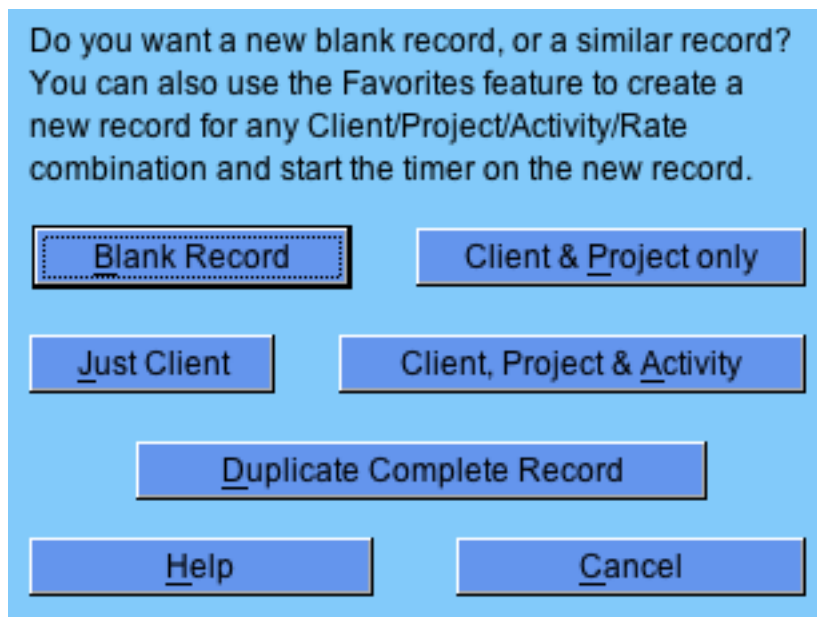 Do you want a new blank record, or a similar record?
You can also use the Favorites feature to create a
new record for any Client/Project/Activity/Rate
combination and start the timer on the new record.
Blank Record
Client & Project only
Just Client
Client, Project & Activity
Duplicate Complete Record
Help
Cancel